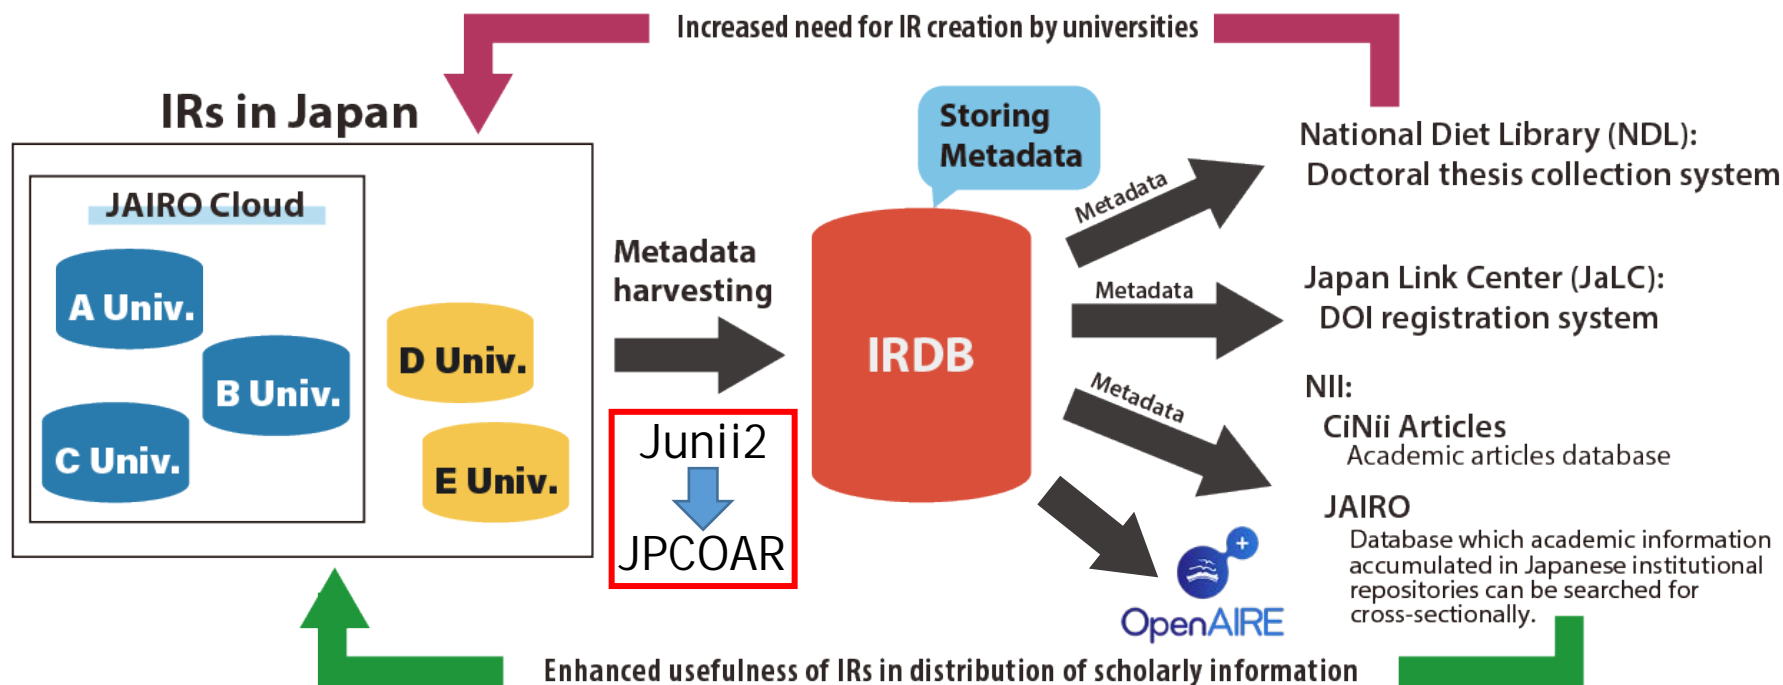 Increased need for IR creation by universities
IRs in Japan
JAIRO Cloud
A Univ.
B Univ.
C Univ.
D Univ.
E Univ.
Metadata
harvesting
Junii2
JPCOAR
Storing
Metadata
IRDB
Metadata
Metadata
Metadata
National Diet Library (NDL):
Doctoral thesis collection system
Japan Link Center (JaLC):
DOI registration system
NII:
CiNii Articles
Academic articles database
JAIRO
Database which academic information
accumulated in Japanese institutional
repositories can be searched for
cross-sectionally.
OpenAIRE
Enhanced usefulness of IRs in distribution of scholarly information